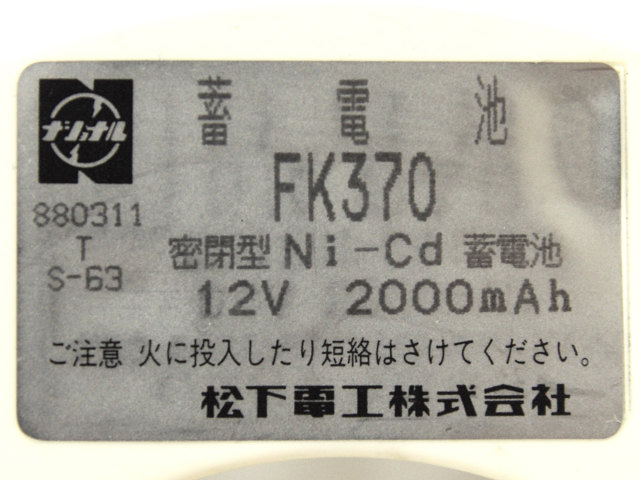 蓄電池
ナショナル
FK370
880311
T
S-63
密閉型Ni-Cd 蓄電池
12V 2000mAh
ご注意 火に投入したり短絡はさけてください。
松下電工株式会社